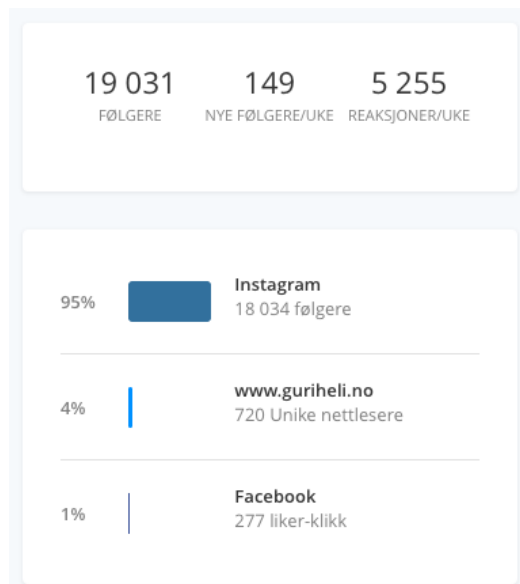 19 031 149 5 255
FØLGERE NYE FØLGERE/UKE REAKSJONER/UKE
95%
Instagram
18 034 følgere
4%
www.guriheli.no
720 Unike nettlesere
1%
Facebook
277 liker-klikk